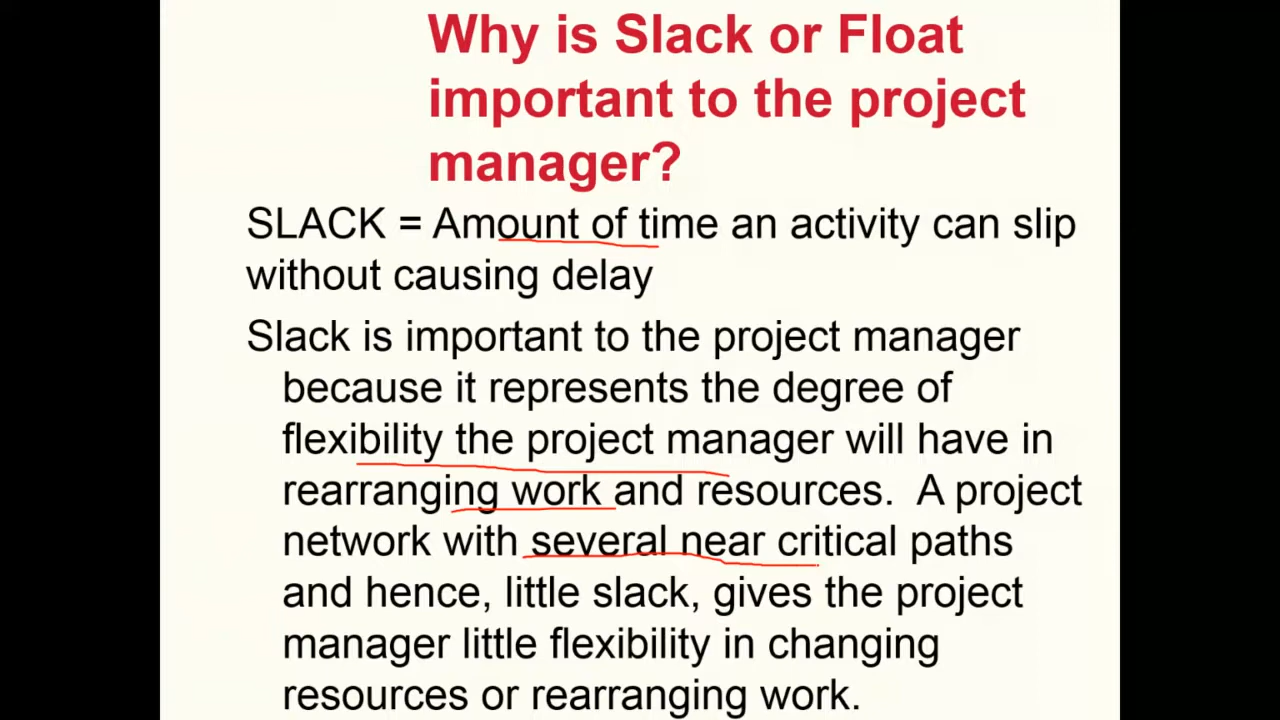 Why is Slack or Float
important to the project
manager?
SLACK = Amount of time an activity can slip
without causing delay
Slack is important to the project manager
because it represents the degree of
flexibility the project manager will have in
rearranging work and resources. A project
network with several near critical paths
and hence, little slack, gives the project
manager little flexibility in changing
resources or rearranging work.